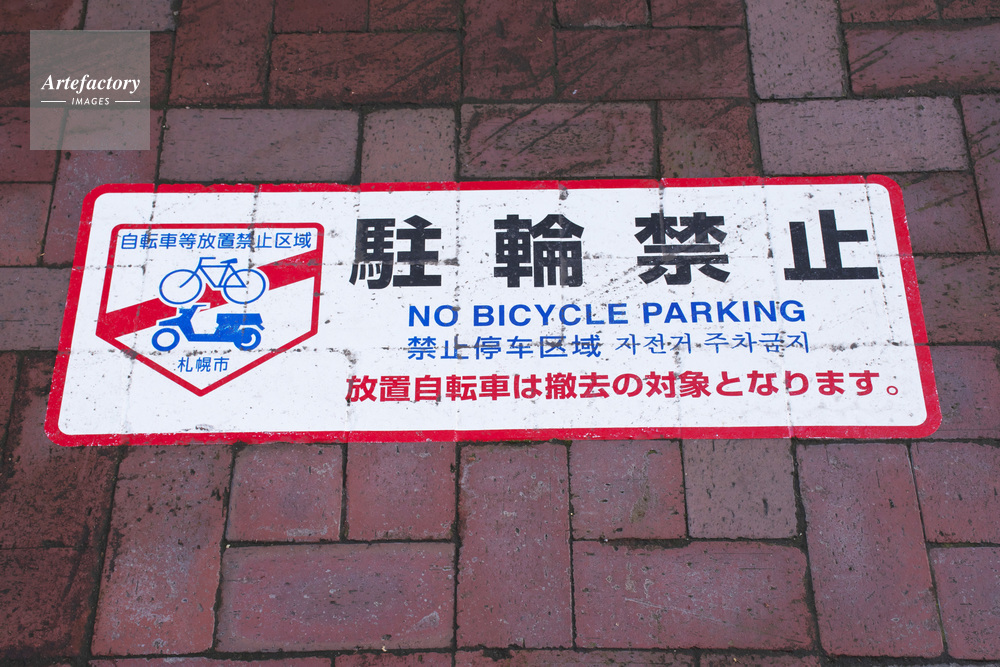 Artefactory
IMAGES
自転車等放置禁止区域
札幌市
駐輪禁止
NO BICYCLE PARKING
禁止停车区域 자전거 주차금지
放置自転車は撤去の対象となります。